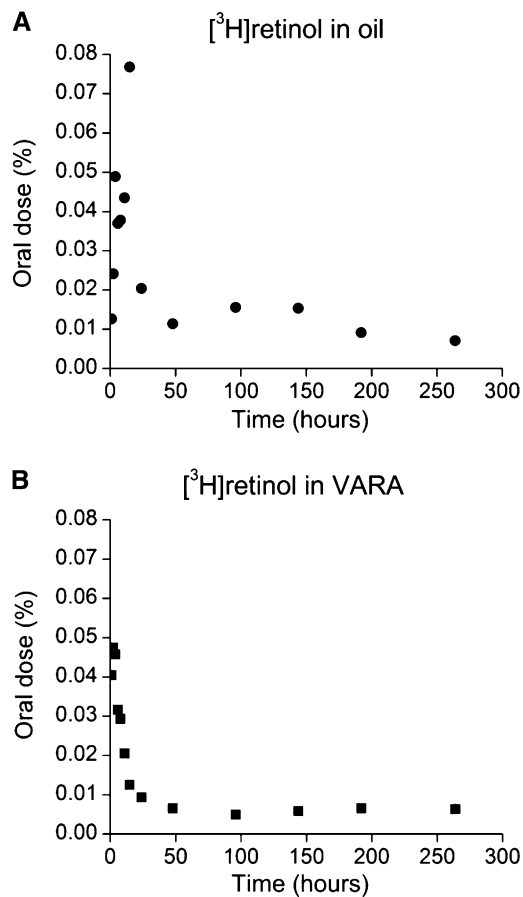 A
[³H]retinol in oil
0.08
0.07
0.06
0.05
0.04
0.03
0.02
0.01
0.00
Oral dose (%)
0 50 100 150 200 250 300
Time (hours)
B
[³H]retinol in VARA
0.08
0.07
0.06
0.05
0.04
0.03
0.02
0.01
0.00
Oral dose (%)
0 50 100 150 200 250 300
Time (hours)